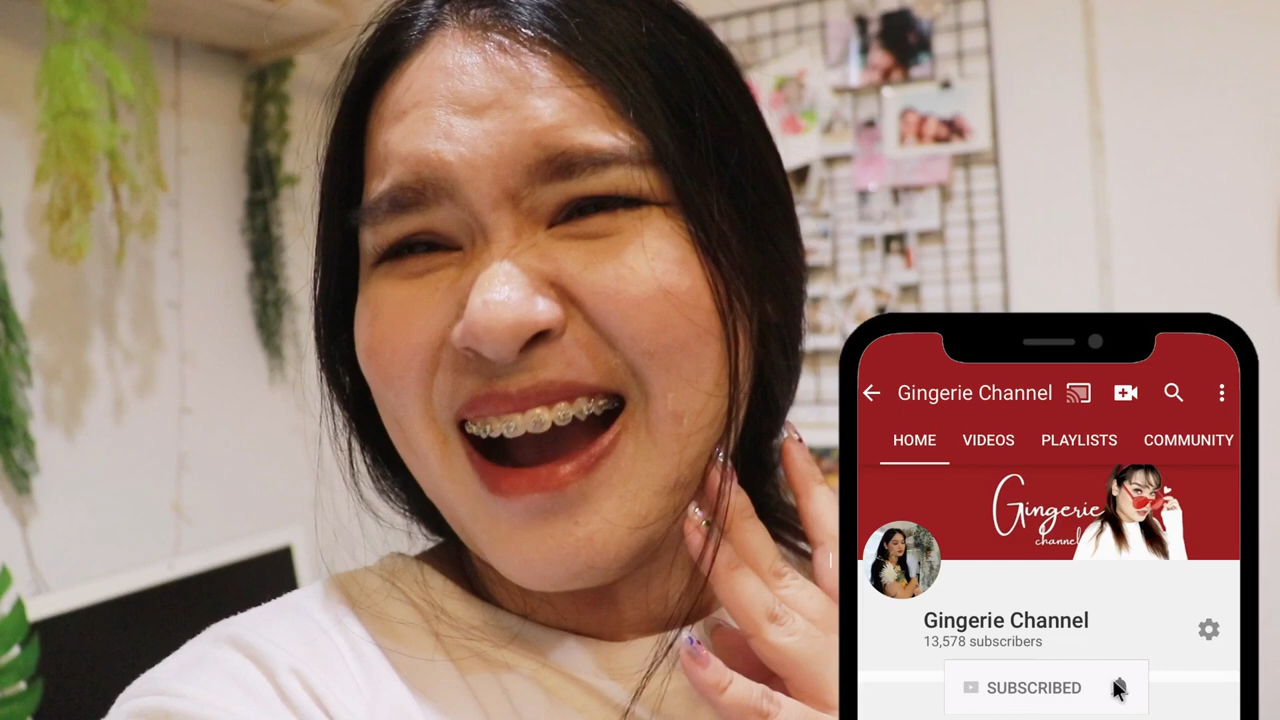 Gingerie Channel
HOME VIDEOS PLAYLISTS COMMUNITY
Gingerie
channel
Gingerie Channel
13,578 subscribers
SUBSCRIBED